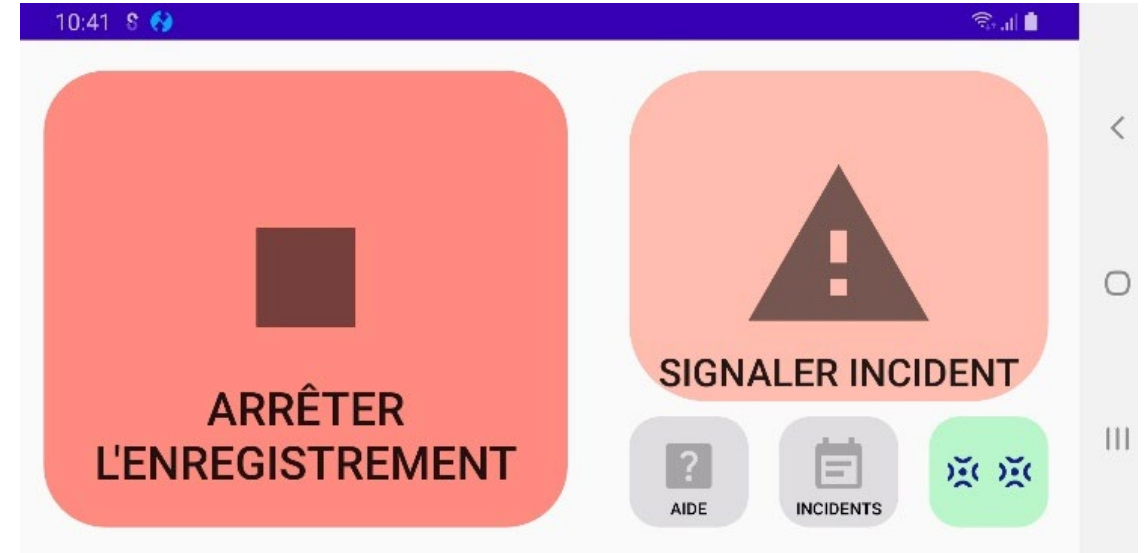 10:41
ARRÊTER
L'ENREGISTREMENT
SIGNALER INCIDENT
AIDE
INCIDENTS